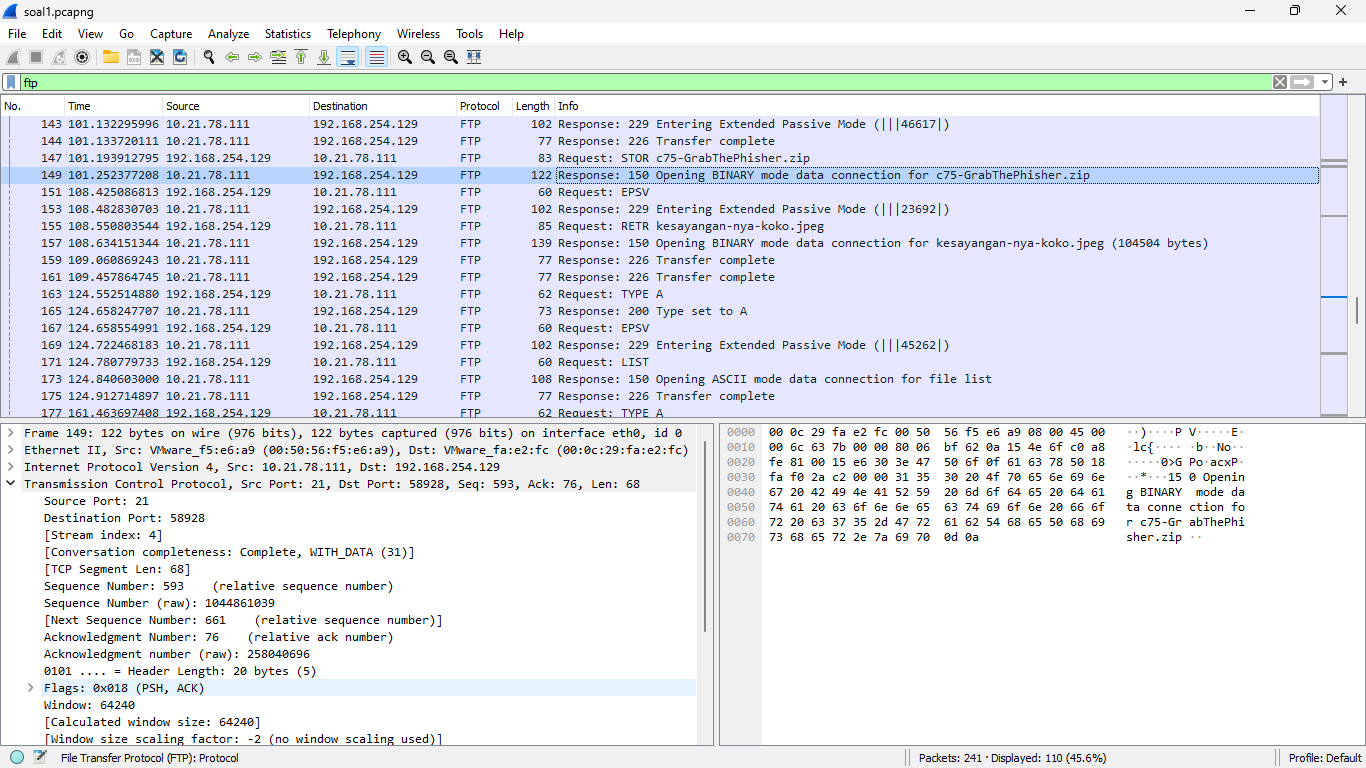 soal1.pcapng
File Edit View Go Capture Analyze Statistics Telephony Wireless Tools Help
ftp
No. Time Source Destination Protocol Length Info
143 101.132295996 10.21.78.111 192.168.254.129 FTP 102 Response: 229 Entering Extended Passive Mode (|||46617|)
144 101.133720111 10.21.78.111 192.168.254.129 FTP 77 Response: 226 Transfer complete
147 101.193912795 192.168.254.129 10.21.78.111 FTP 83 Request: STOR c75-GrabThePhisher.zip
149 101.252377208 10.21.78.111 192.168.254.129 FTP 122 Response: 150 Opening BINARY mode data connection for c75-GrabThePhisher.zip
151 108.425086813 192.168.254.129 10.21.78.111 FTP 60 Request: EPSV
153 108.482830703 10.21.78.111 192.168.254.129 FTP 102 Response: 229 Entering Extended Passive Mode (|||23692|)
155 108.550803544 192.168.254.129 10.21.78.111 FTP 85 Request: RETR kesayangan-nya-koko.jpeg
157 108.634151344 10.21.78.111 192.168.254.129 FTP 139 Response: 150 Opening BINARY mode data connection for kesayangan-nya-koko.jpeg (104504 bytes)
159 109.060869243 10.21.78.111 192.168.254.129 FTP 77 Response: 226 Transfer complete
161 109.457864745 10.21.78.111 192.168.254.129 FTP 77 Response: 226 Transfer complete
163 124.552514880 192.168.254.129 10.21.78.111 FTP 62 Request: TYPE A
165 124.658247707 10.21.78.111 192.168.254.129 FTP 73 Response: 200 Type set to A
167 124.658554991 192.168.254.129 10.21.78.111 FTP 60 Request: EPSV
169 124.722468183 10.21.78.111 192.168.254.129 FTP 102 Response: 229 Entering Extended Passive Mode (|||45262|)
171 124.780779733 192.168.254.129 10.21.78.111 FTP 60 Request: LIST
173 124.840603000 10.21.78.111 192.168.254.129 FTP 108 Response: 150 Opening ASCII mode data connection for file list
175 124.912714897 10.21.78.111 192.168.254.129 FTP 77 Response: 226 Transfer complete
177 161.463697408 192.168.254.129 10.21.78.111 FTP 62 Request: TYPE A
Frame 149: 122 bytes on wire (976 bits), 122 bytes captured (976 bits) on interface eth0, id 0
Ethernet II, Src: VMware_f5:e6:a9 (00:50:56:f5:e6:a9), Dst: VMware_fa:e2:fc (00:0c:29:fa:e2:fc)
Internet Protocol Version 4, Src: 10.21.78.111, Dst: 192.168.254.129
Transmission Control Protocol, Src Port: 21, Dst Port: 58928, Seq: 593, Ack: 76, Len: 68
Source Port: 21
Destination Port: 58928
[Stream index: 4]
[Conversation completeness: Complete, WITH_DATA (31)]
[TCP Segment Len: 68]
Sequence Number: 593 (relative sequence number)
Sequence Number (raw): 1044861039
[Next Sequence Number: 661 (relative sequence number)]
Acknowledgment Number: 76 (relative ack number)
Acknowledgment number (raw): 258040696
0101 .... = Header Length: 20 bytes (5)
Flags: 0x018 (PSH, ACK)
Window: 64240
[Calculated window size: 64240]
[Window size scaling factor: -2 (no window scaling used)]
0000 00 0c 29 fa e2 fc 00 50 56 f5 e6 a9 08 00 45 00 ··)····P V·····E·
0010 00 6c 63 7b 00 00 80 06 bf 62 0a 15 4e 6f c0 a8 ·lc{···· ·b··No··
0020 fe 81 00 15 e6 30 3e 47 50 6f 0f 61 63 78 50 18 ·····0>G Po·acxP·
0030 fa f0 2a c2 00 00 31 35 30 20 4f 70 65 6e 69 6e ··*···15 0 Openin
0040 67 20 42 49 4e 41 52 59 20 6d 6f 64 65 20 64 61 g BINARY mode da
0050 74 61 20 63 6f 6e 6e 65 63 74 69 6f 6e 20 66 6f ta conne ction fo
0060 72 20 63 37 35 2d 47 72 61 62 54 68 65 50 68 69 r c75-Gr abThePhi
0070 73 68 65 72 2e 7a 69 70 0d 0a sher.zip ··
File Transfer Protocol (FTP): Protocol
Packets: 241 · Displayed: 110 (45.6%)
Profile: Default